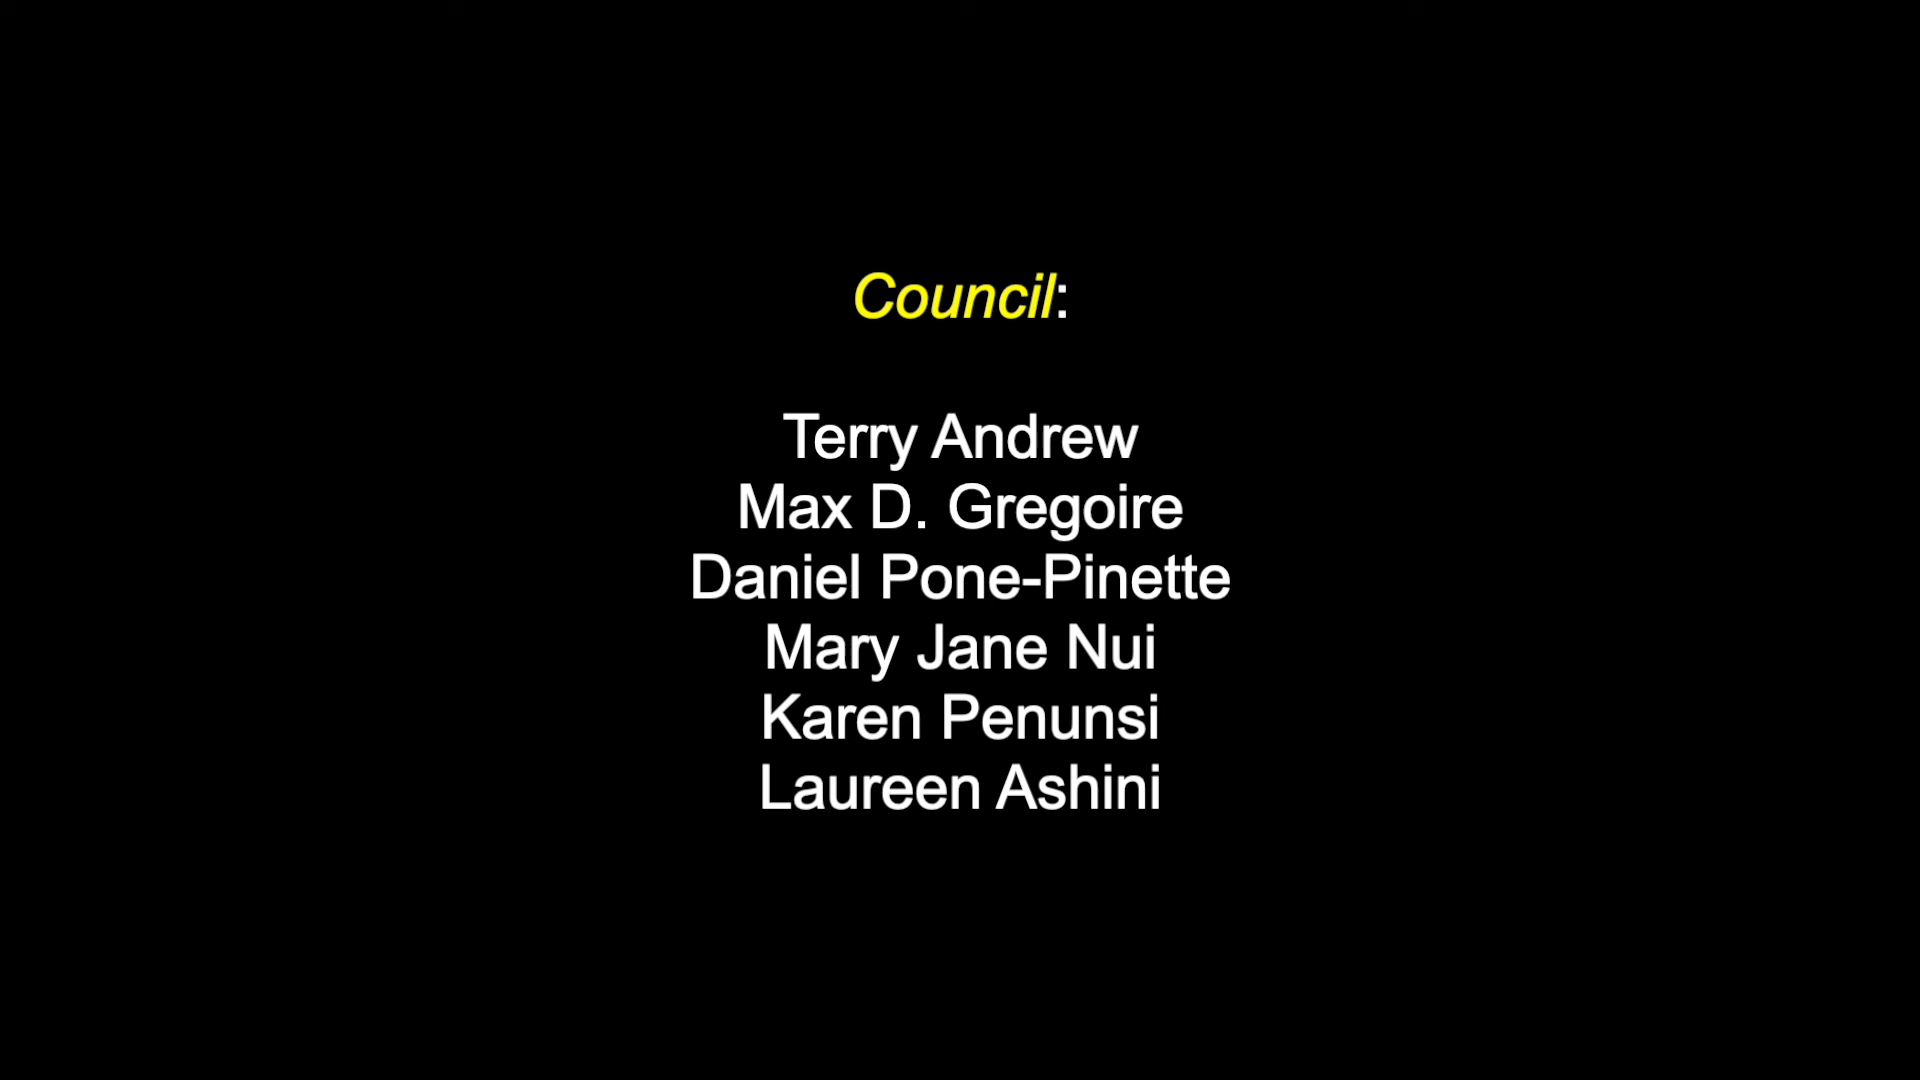 Council:
Terry Andrew
Max D. Gregoire
Daniel Pone-Pinette
Mary Jane Nui
Karen Penunsi
Laureen Ashini